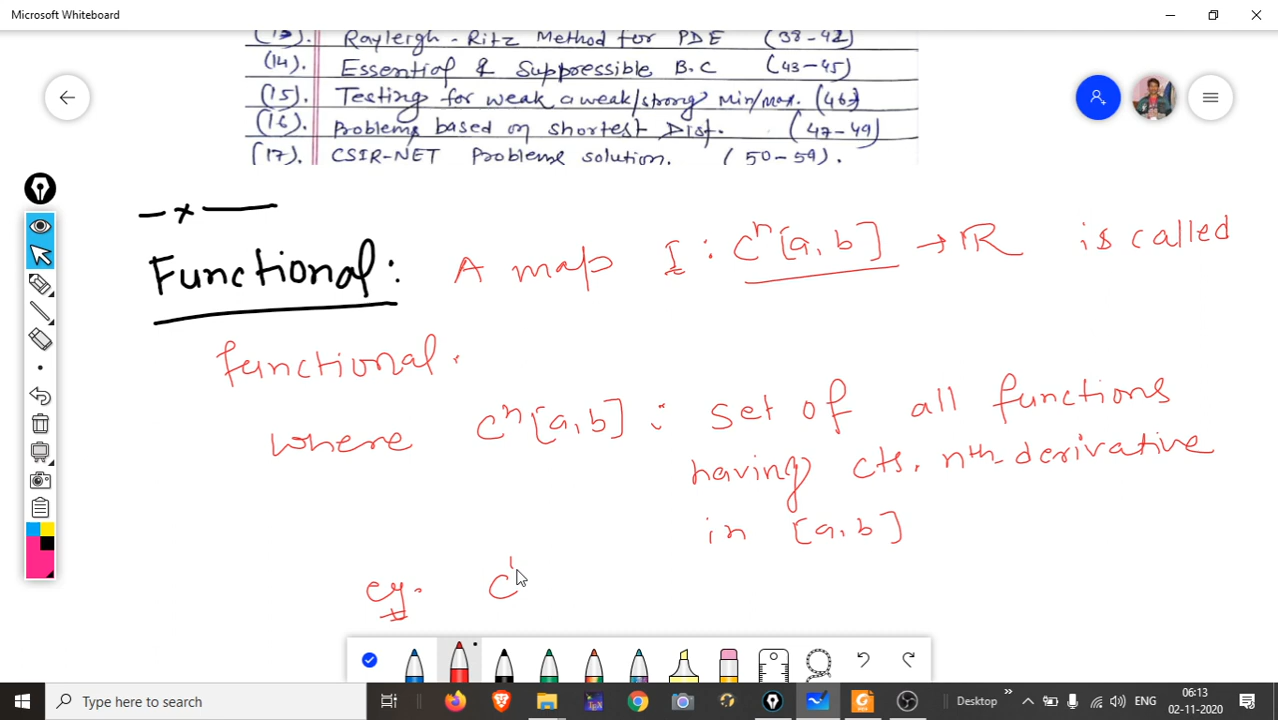 Microsoft Whiteboard
(13). Rayleigh - Ritz Method for PDE (38-42)
(14). Essential & Suppressible B.C (43-45)
(15). Testing for weak a weak/strong Min/max. (46)
(16). Problems based on shortest Dist. (47-49)
(17). CSIR-NET Problems solution. (50-59).
—x——
Functional: A map I : Cⁿ[a,b] → ℝ is called
functional.
where Cⁿ[a,b] : set of all functions
having cts. nth derivative
in [a,b]
eg. C'
Type here to search
Desktop
ENG
06:13
02-11-2020